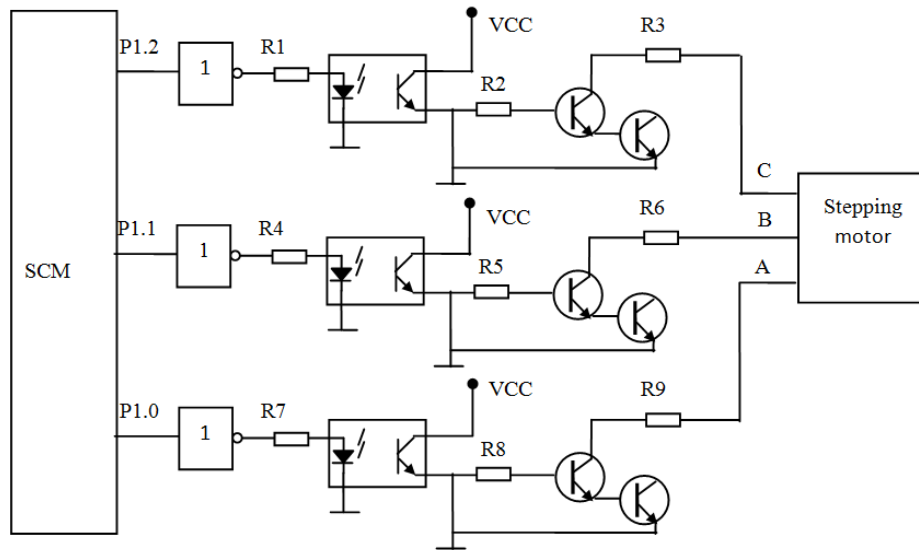 VCC
R3
P1.2
R1
1
R2
C
VCC
R6
B
Stepping
motor
P1.1
R4
1
R5
A
SCM
VCC
R9
P1.0
R7
1
R8